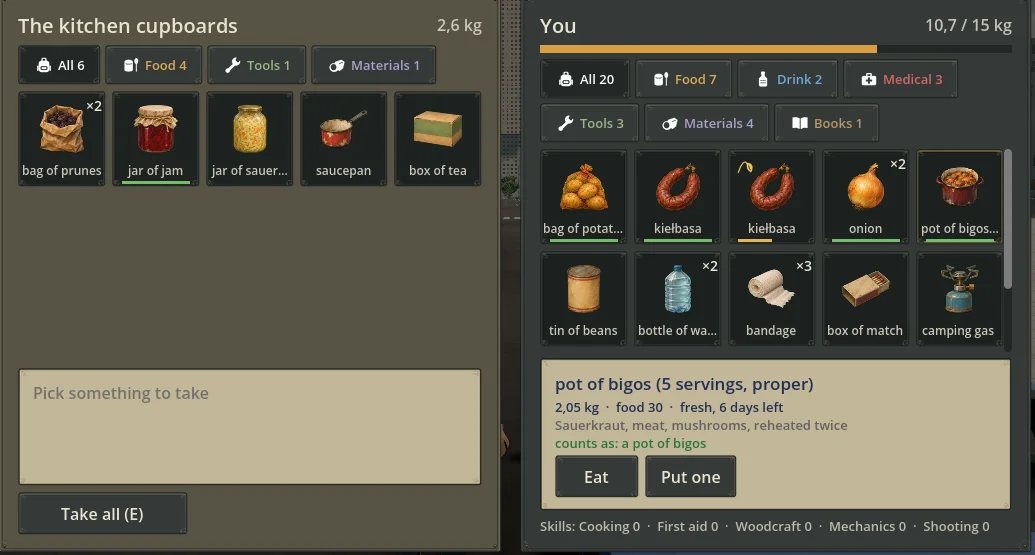 The kitchen cupboards
2,6 kg
All 6
Food 4
Tools 1
Materials 1
×2
bag of prunes
jar of jam
jar of sauer...
saucepan
box of tea
Pick something to take
Take all (E)
You
10,7 / 15 kg
All 20
Food 7
Drink 2
Medical 3
Tools 3
Materials 4
Books 1
×2
bag of potat...
kiełbasa
kiełbasa
onion
pot of bigos...
×2
×3
tin of beans
bottle of wa...
bandage
box of match
camping gas
pot of bigos (5 servings, proper)
2,05 kg · food 30 · fresh, 6 days left
Sauerkraut, meat, mushrooms, reheated twice
counts as: a pot of bigos
Eat
Put one
Skills: Cooking 0 · First aid 0 · Woodcraft 0 · Mechanics 0 · Shooting 0